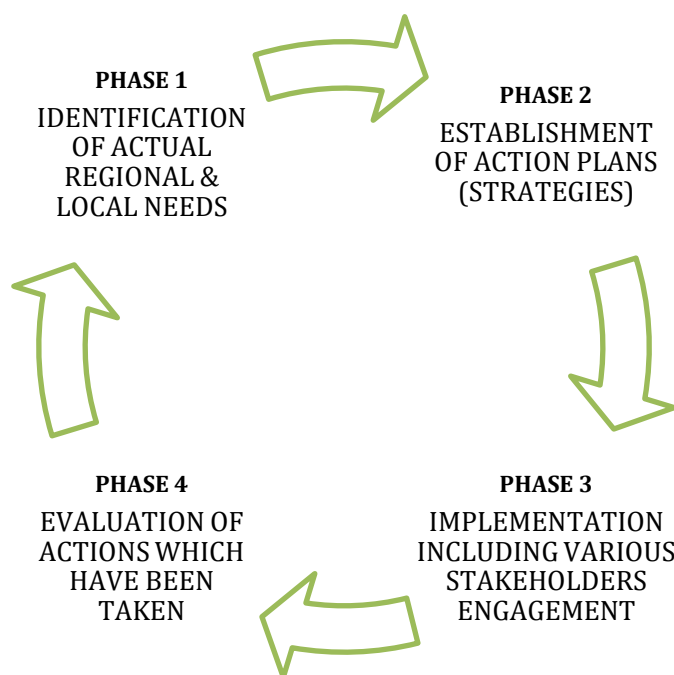 PHASE 1
IDENTIFICATION
OF ACTUAL
REGIONAL &
LOCAL NEEDS
PHASE 2
ESTABLISHMENT
OF ACTION PLANS
(STRATEGIES)
PHASE 3
IMPLEMENTATION
INCLUDING VARIOUS
STAKEHOLDERS
ENGAGEMENT
PHASE 4
EVALUATION OF
ACTIONS WHICH
HAVE BEEN
TAKEN